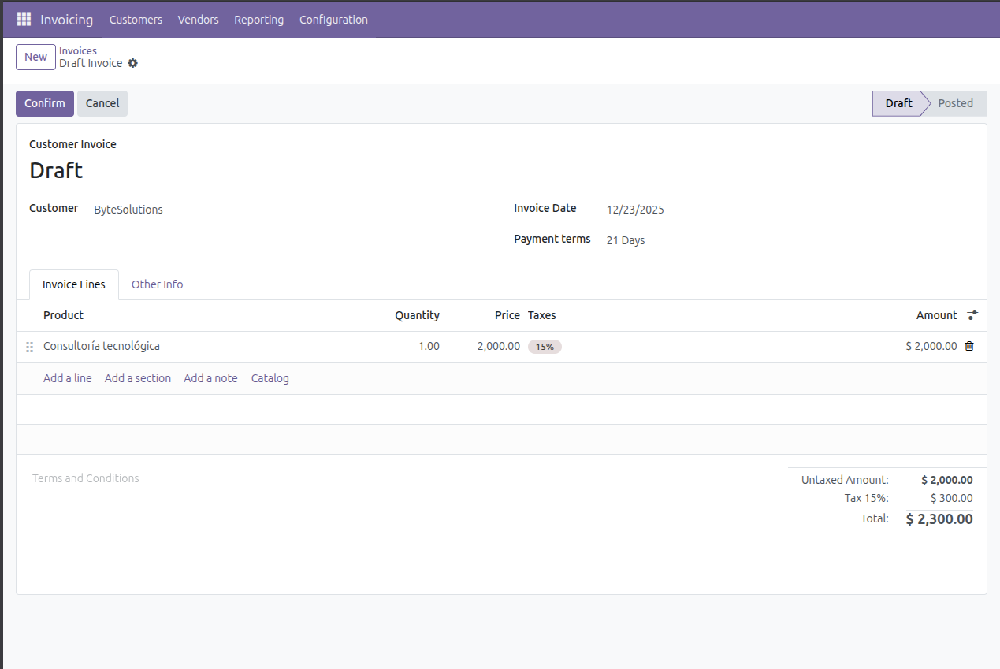 Invoicing Customers Vendors Reporting Configuration
New
Invoices
Draft Invoice
Confirm Cancel Draft Posted
Customer Invoice
Draft
Customer ByteSolutions Invoice Date 12/23/2025
Payment terms 21 Days
Invoice Lines Other Info
Product Quantity Price Taxes Amount
Consultoría tecnológica 1.00 2,000.00 15% $ 2,000.00
Add a line Add a section Add a note Catalog
Terms and Conditions
Untaxed Amount: $ 2,000.00
Tax 15%: $ 300.00
Total: $ 2,300.00